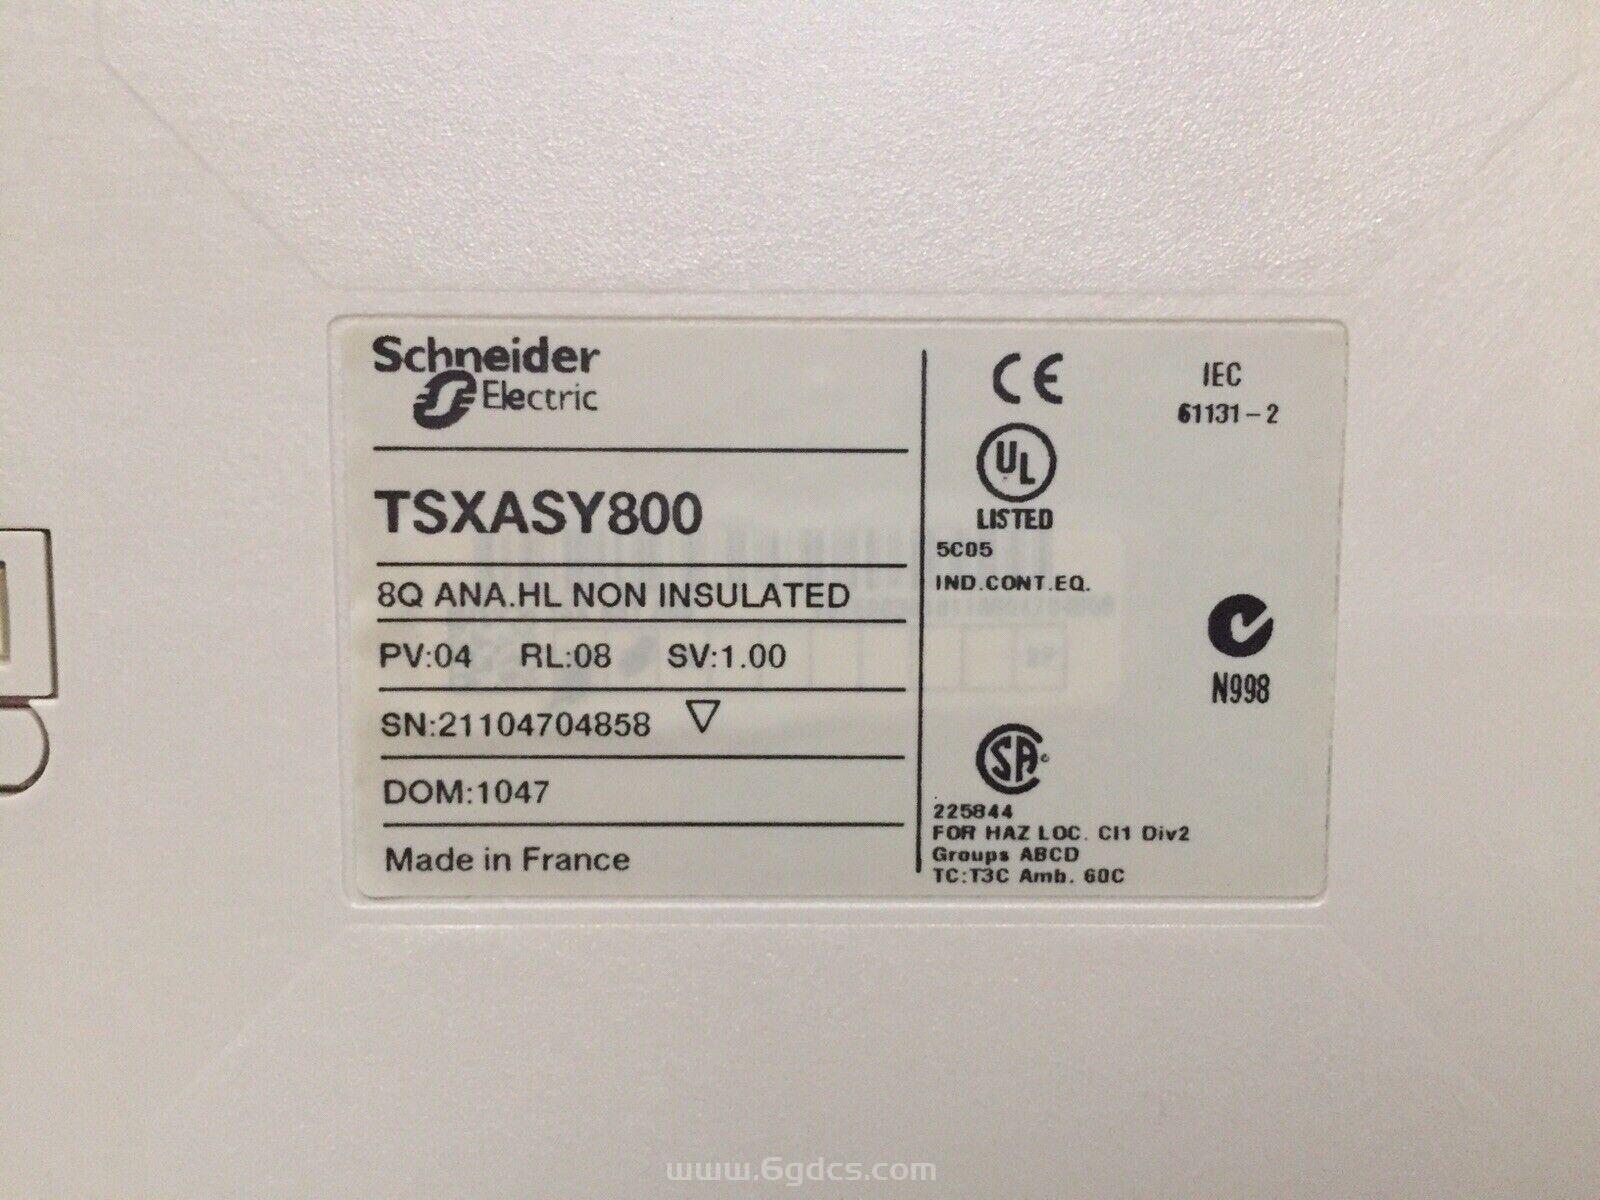 Schneider
Electric
TSXASY800
8Q ANA.HL NON INSULATED
PV:04 RL:08 SV:1.00
SN:21104704858
DOM:1047
Made in France
CE
IEC
61131-2
UL
LISTED
5C05
IND.CONT.EQ.
N998
SA
225844
FOR HAZ LOC. Cl1 Div2
Groups ABCD
TC:T3C Amb. 60C
www.6gdcs.com